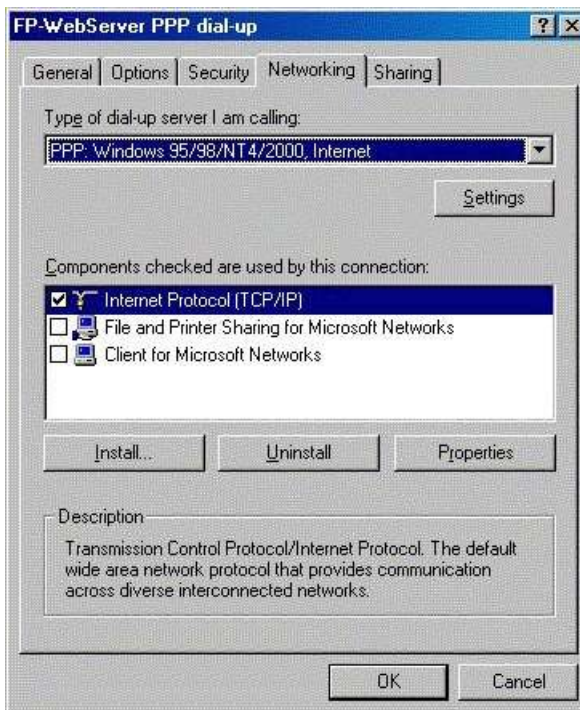 FP-WebServer PPP dial-up
General Options Security Networking Sharing
Type of dial-up server I am calling:
PPP: Windows 95/98/NT4/2000, Internet
Settings
Components checked are used by this connection:
Internet Protocol (TCP/IP)
File and Printer Sharing for Microsoft Networks
Client for Microsoft Networks
Install... Uninstall Properties
Description
Transmission Control Protocol/Internet Protocol. The default
wide area network protocol that provides communication
across diverse interconnected networks.
OK Cancel